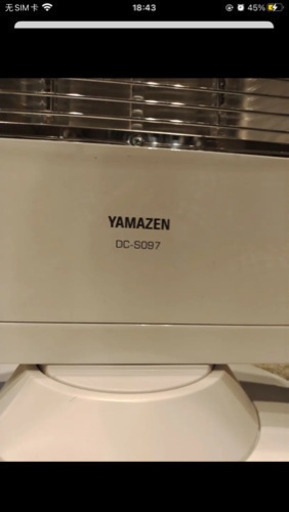 无SIM卡
18:43
45%
YAMAZEN
DC-S097